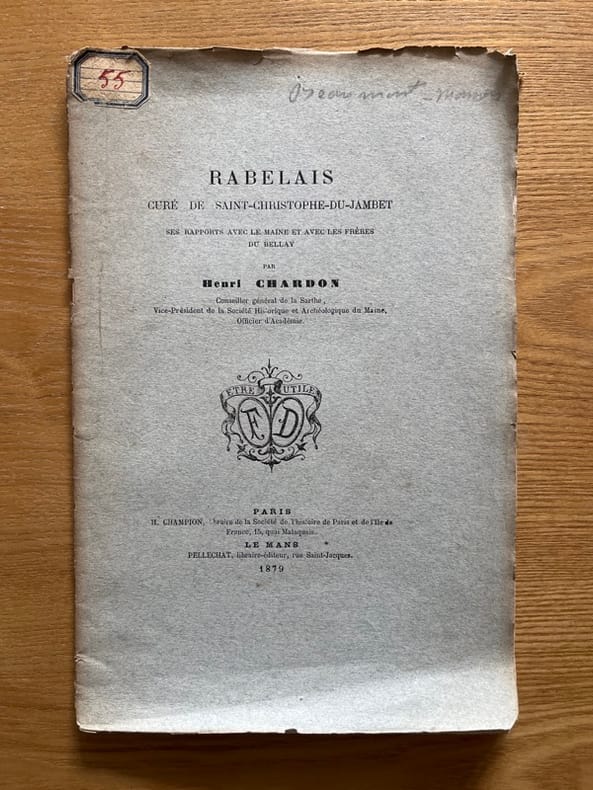 55
Beaumont
RABELAIS
CURÉ DE SAINT-CHRISTOPHE-DU-JAMBET
SES RAPPORTS AVEC LE MAINE ET AVEC LES FRÈRES
DU BELLAY
PAR
Henri CHARDON
Conseiller général de la Sarthe,
Vice-Président de la Société Historique et Archéologique du Maine,
Officier d'Académie.
ETRE UTILE
E D
PARIS
H. CHAMPION, libraire de la Société de l'histoire de Paris et de l'Ile de
France, 15, quai Malaquais.
LE MANS
PELLECHAT, libraire-éditeur, rue Saint-Jacques.
1879